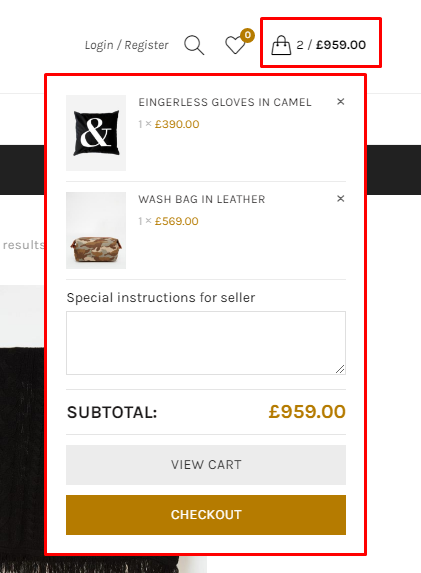 Login / Register
0
2 / £959.00
EINGERLESS GLOVES IN CAMEL
×
1 × £390.00
&
WASH BAG IN LEATHER
×
1 × £569.00
results
Special instructions for seller
SUBTOTAL: £959.00
VIEW CART
CHECKOUT